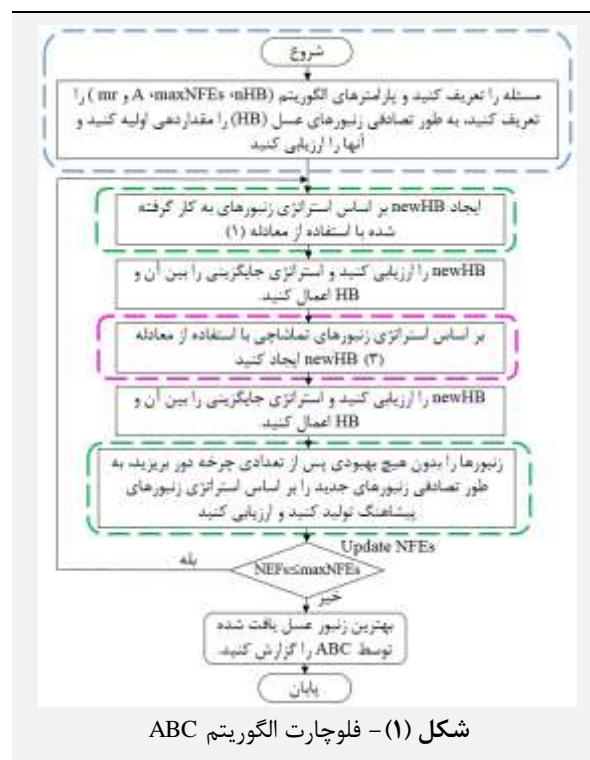 شروع
مسئله را تعریف کنید و پارامترهای الگوریتم (nHB، maxNFEs، A و mr) را
تعریف کنید، به طور تصادفی زنبورهای عسل (HB) را مقداردهی اولیه کنید و
آنها را ارزیابی کنید
ایجاد newHB بر اساس استراتژی زنبورهای به کار گرفته
شده با استفاده از معادله (۱)
newHB را ارزیابی کنید و استراتژی جایگزینی را بین آن و
HB اعمال کنید.
بر اساس استراتژی زنبورهای تماشاچی با استفاده از معادله
(۳) newHB ایجاد کنید.
newHB را ارزیابی کنید و استراتژی جایگزینی را بین آن و
HB اعمال کنید.
زنبورها را بدون هیچ بهبودی پس از تعدادی چرخه دور بریزید، به
طور تصادفی زنبورهای جدید را بر اساس استراتژی زنبورهای
پیشاهنگ تولید کنید و ارزیابی کنید
Update NFEs
بله
NEFs≤maxNFEs
خیر
بهترین زنبور عسل یافت شده
توسط ABC را گزارش کنید.
پایان
شکل (۱) - فلوچارت الگوریتم ABC